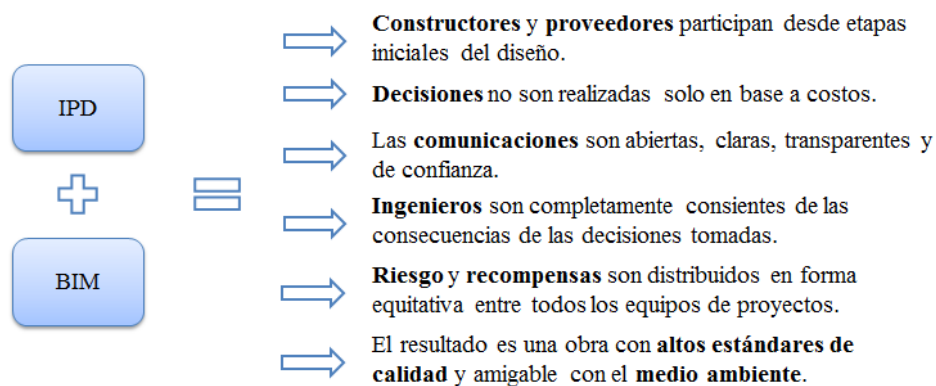 IPD
BIM
Constructores y proveedores participan desde etapas
iniciales del diseño.
Decisiones no son realizadas solo en base a costos.
Las comunicaciones son abiertas, claras, transparentes y
de confianza.
Ingenieros son completamente consientes de las
consecuencias de las decisiones tomadas.
Riesgo y recompensas son distribuidos en forma
equitativa entre todos los equipos de proyectos.
El resultado es una obra con altos estándares de
calidad y amigable con el medio ambiente.